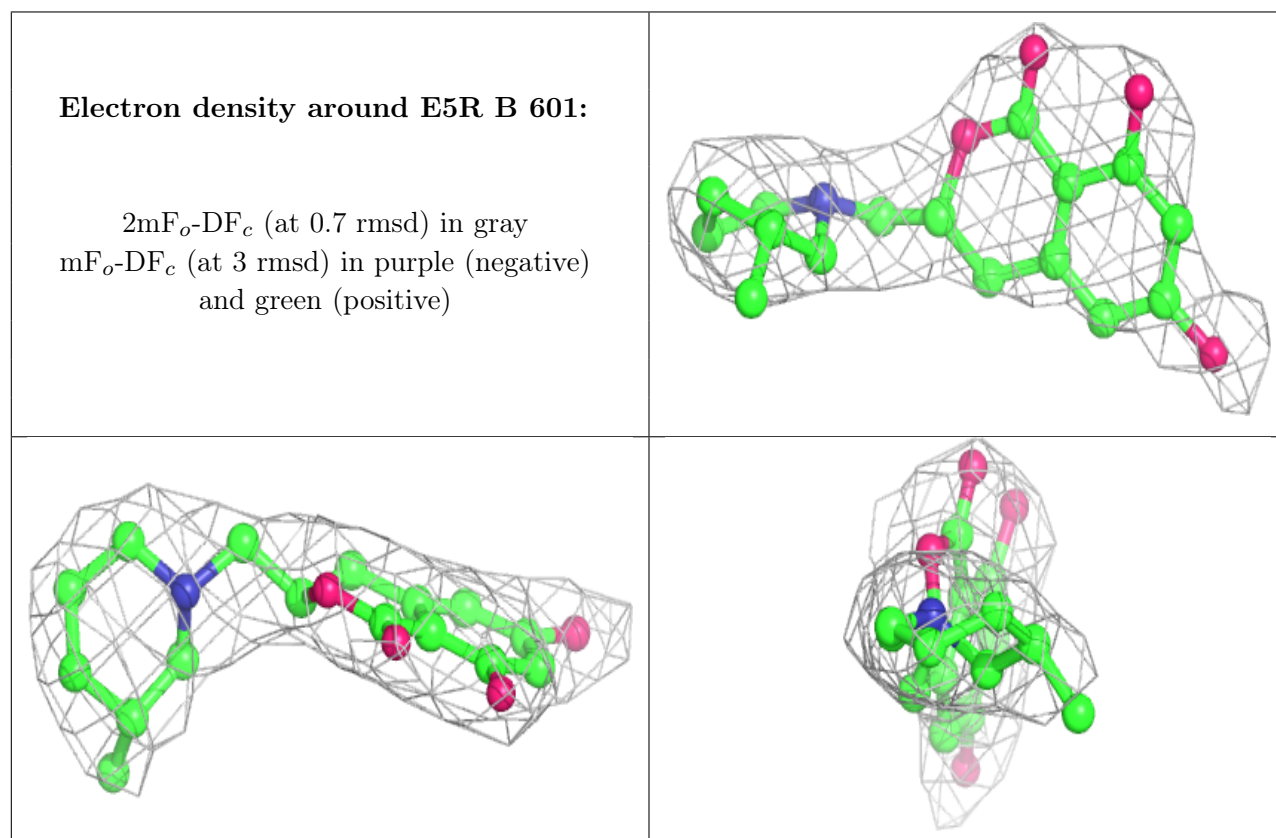 Electron density around E5R B 601:
2mFo-DFc (at 0.7 rmsd) in gray
mFo-DFc (at 3 rmsd) in purple (negative)
and green (positive)